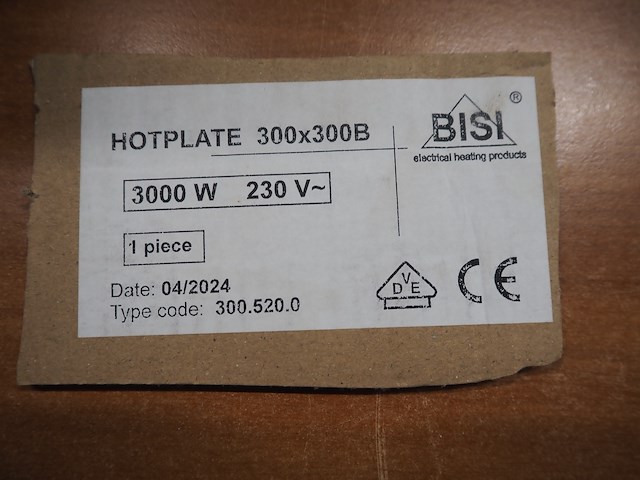 HOTPLATE 300x300B
BISI ®
electrical heating products
3000 W 230 V~
1 piece
Date: 04/2024
Type code: 300.520.0
DVE
CE